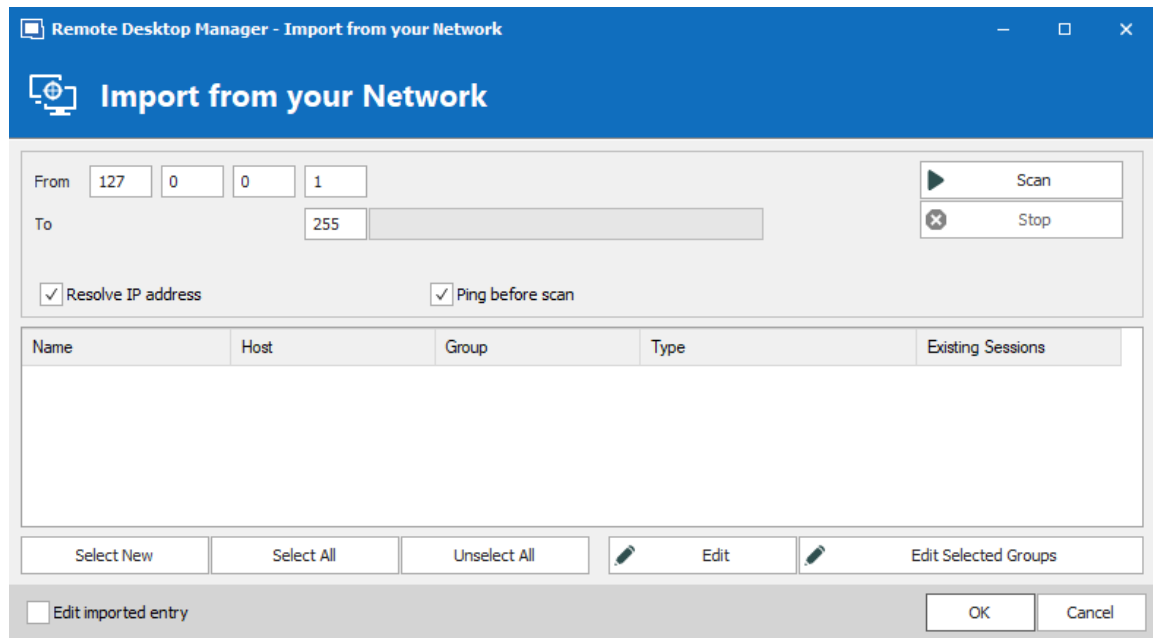 Remote Desktop Manager - Import from your Network
Import from your Network
From 127 0 0 1 Scan
To 255 Stop
Resolve IP address Ping before scan
Name Host Group Type Existing Sessions
Select New Select All Unselect All Edit Edit Selected Groups
Edit imported entry OK Cancel